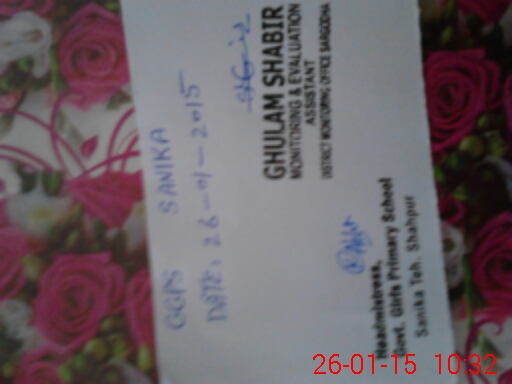 GGPS SANIKA
DATE: 26-01-2015
GHULAM SHABIR
MONITORING & EVALUATION
ASSISTANT
DISTRICT MONITORING OFFICE SARGODHA
Headmistress,
Govt. Girls Primary School
Sanika Teh. Shahpur
26-01-15 10:32